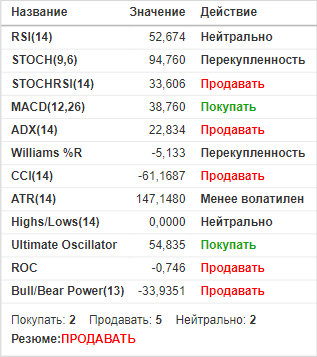 Название Значение Действие
RSI(14) 52,674 Нейтрально
STOCH(9,6) 94,760 Перекупленность
STOCHRSI(14) 33,606 Продавать
MACD(12,26) 38,760 Покупать
ADX(14) 22,834 Продавать
Williams %R -5,133 Перекупленность
CCI(14) -61,1687 Продавать
ATR(14) 147,1480 Менее волатилен
Highs/Lows(14) 0,0000 Нейтрально
Ultimate Oscillator 54,835 Покупать
ROC -0,746 Продавать
Bull/Bear Power(13) -33,9351 Продавать
Покупать: 2 Продавать: 5 Нейтрально: 2
Резюме:ПРОДАВАТЬ